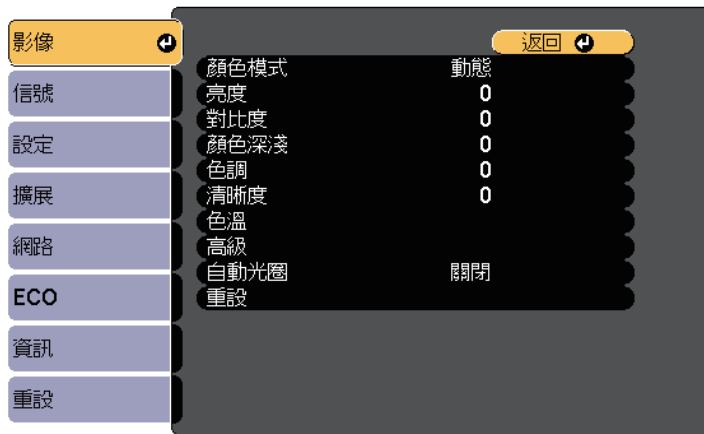 影像
返回
信號
設定
擴展
網路
ECO
資訊
重設
顏色模式 動態
亮度 0
對比度 0
顏色深淺 0
色調 0
清晰度 0
色溫
高級
自動光圈 關閉
重設